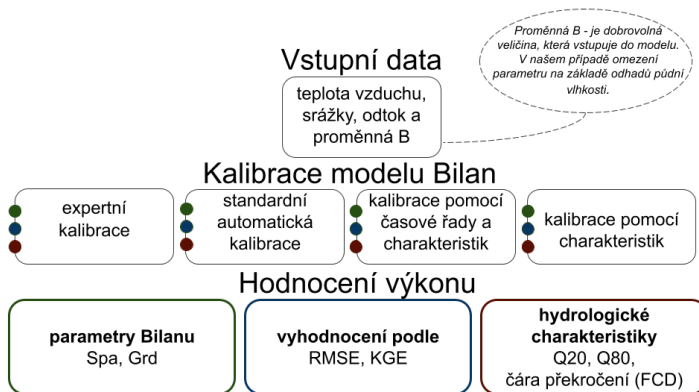 Proměnná B - je dobrovolná
veličina, která vstupuje do modelu.
V našem případě omezení
parametru na základě odhadů půdní
vlhkosti.
Vstupní data
teplota vzduchu,
srážky, odtok a
proměnná B
Kalibrace modelu Bilan
expertní
kalibrace
standardní
automatická
kalibrace
kalibrace pomocí
časové řady a
charakteristik
kalibrace pomocí
charakteristik
Hodnocení výkonu
parametry Bilanu
Spa, Grd
vyhodnocení podle
RMSE, KGE
hydrologické
charakteristiky
Q20, Q80,
čára překročení (FCD)